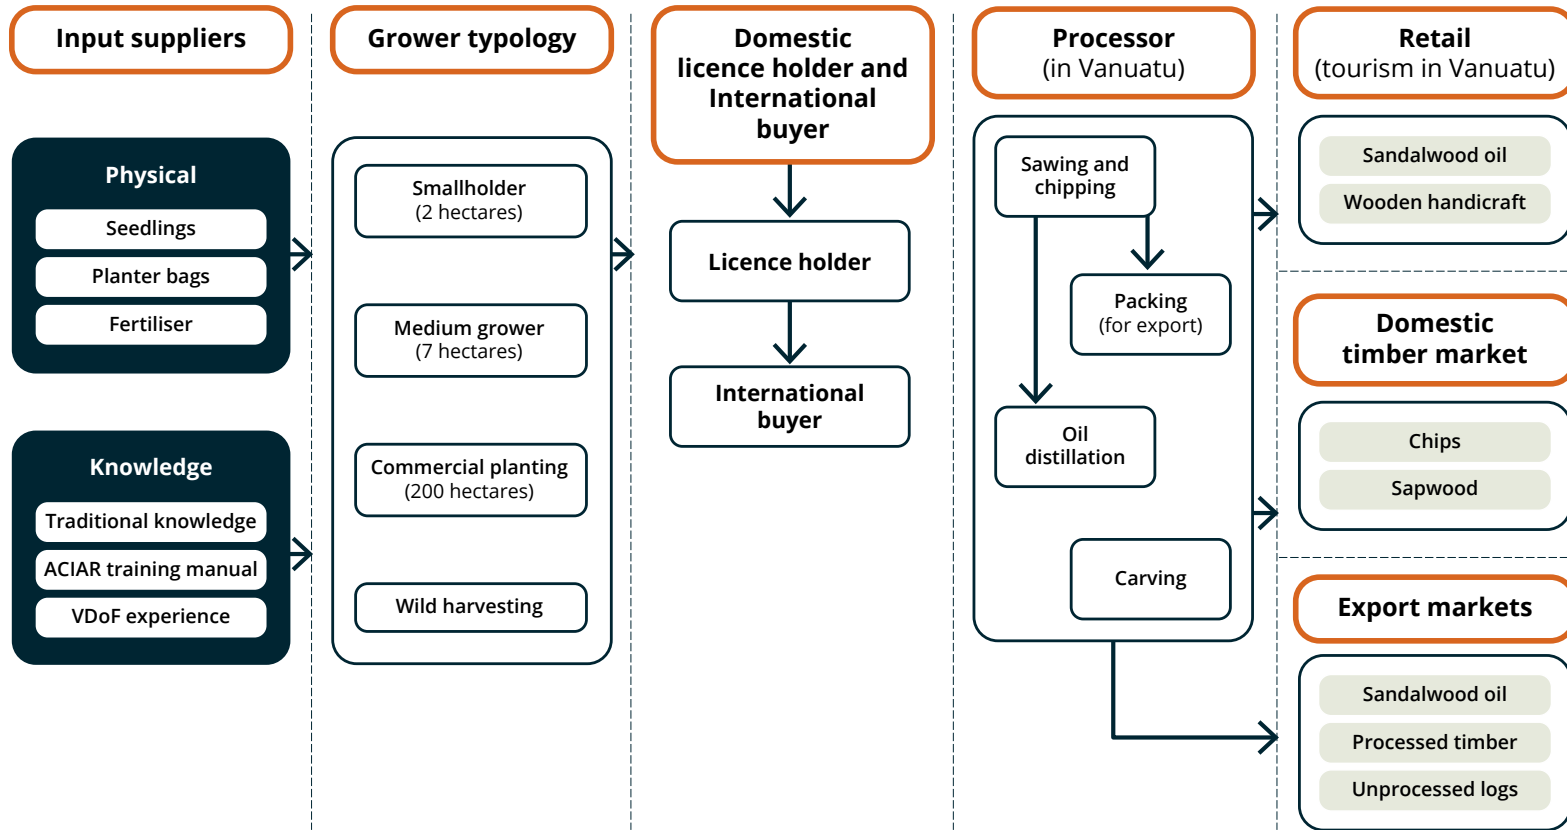 Input suppliers
Physical
Seedlings
Planter bags
Fertiliser
Knowledge
Traditional knowledge
ACIAR training manual
VDoF experience
Grower typology
Smallholder
(2 hectares)
Medium grower
(7 hectares)
Commercial planting
(200 hectares)
Wild harvesting
Domestic
licence holder and
International
buyer
Licence holder
International
buyer
Processor
(in Vanuatu)
Sawing and
chipping
Packing
(for export)
Oil
distillation
Carving
Retail
(tourism in Vanuatu)
Sandalwood oil
Wooden handicraft
Domestic
timber market
Chips
Sapwood
Export markets
Sandalwood oil
Processed timber
Unprocessed logs